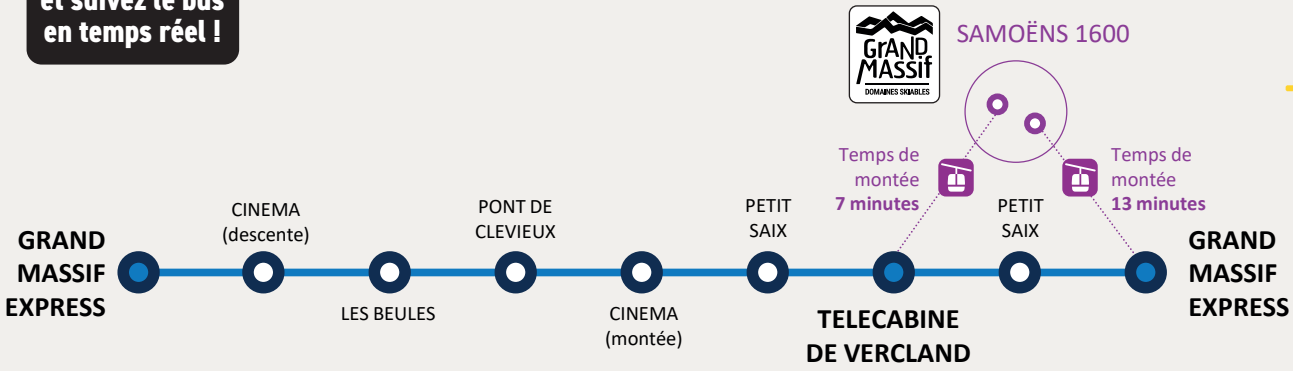 et suivez le bus
en temps réel !
GrAND
MASSif
DOMAINES SKIABLES
SAMOËNS 1600
Temps de
montée
7 minutes
Temps de
montée
13 minutes
GRAND
MASSIF
EXPRESS
CINEMA
(descente)
LES BEULES
PONT DE
CLEVIEUX
CINEMA
(montée)
PETIT
SAIX
TELECABINE
DE VERCLAND
PETIT
SAIX
GRAND
MASSIF
EXPRESS